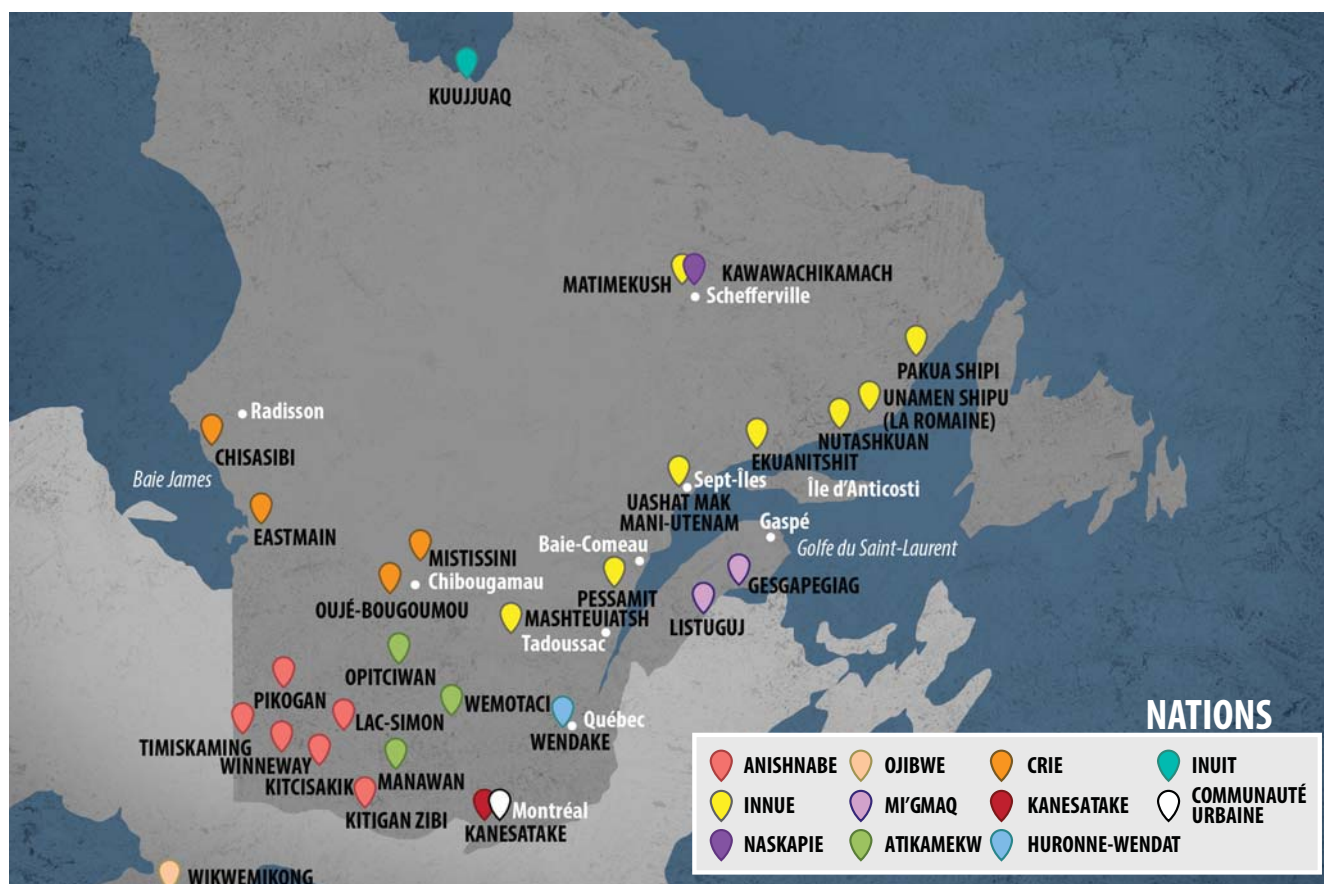 KUUJJUAQ
MATIMEKUSH
KAWAWACHIKAMACH
Schefferville
PAKUA SHIPI
UNAMEN SHIPU
(LA ROMAINE)
NUTASHKUAN
EKUANITSHIT
Radisson
CHISASIBI
Baie James
Sept-Îles
Île d'Anticosti
UASHAT MAK
MANI-UTENAM
EASTMAIN
Gaspé
Golfe du Saint-Laurent
MISTISSINI
Chibougamau
Baie-Comeau
GESGAPEGIAG
PESSAMIT
OUJÉ-BOUGOUMOU
MASHTEUIATSH
LISTUGUJ
Tadoussac
OPITCIWAN
PIKOGAN
WEMOTACI
LAC-SIMON
Québec
WENDAKE
TIMISKAMING
WINNEWAY
KITCISAKIK
MANAWAN
KITIGAN ZIBI
Montréal
KANESATAKE
WIKWEMIKONG
NATIONS
ANISHNABE
OJIBWE
CRIE
INUIT
INNUE
MI'GMAQ
KANESATAKE
COMMUNAUTÉ
URBAINE
NASKAPIE
ATIKAMEKW
HURONNE-WENDAT